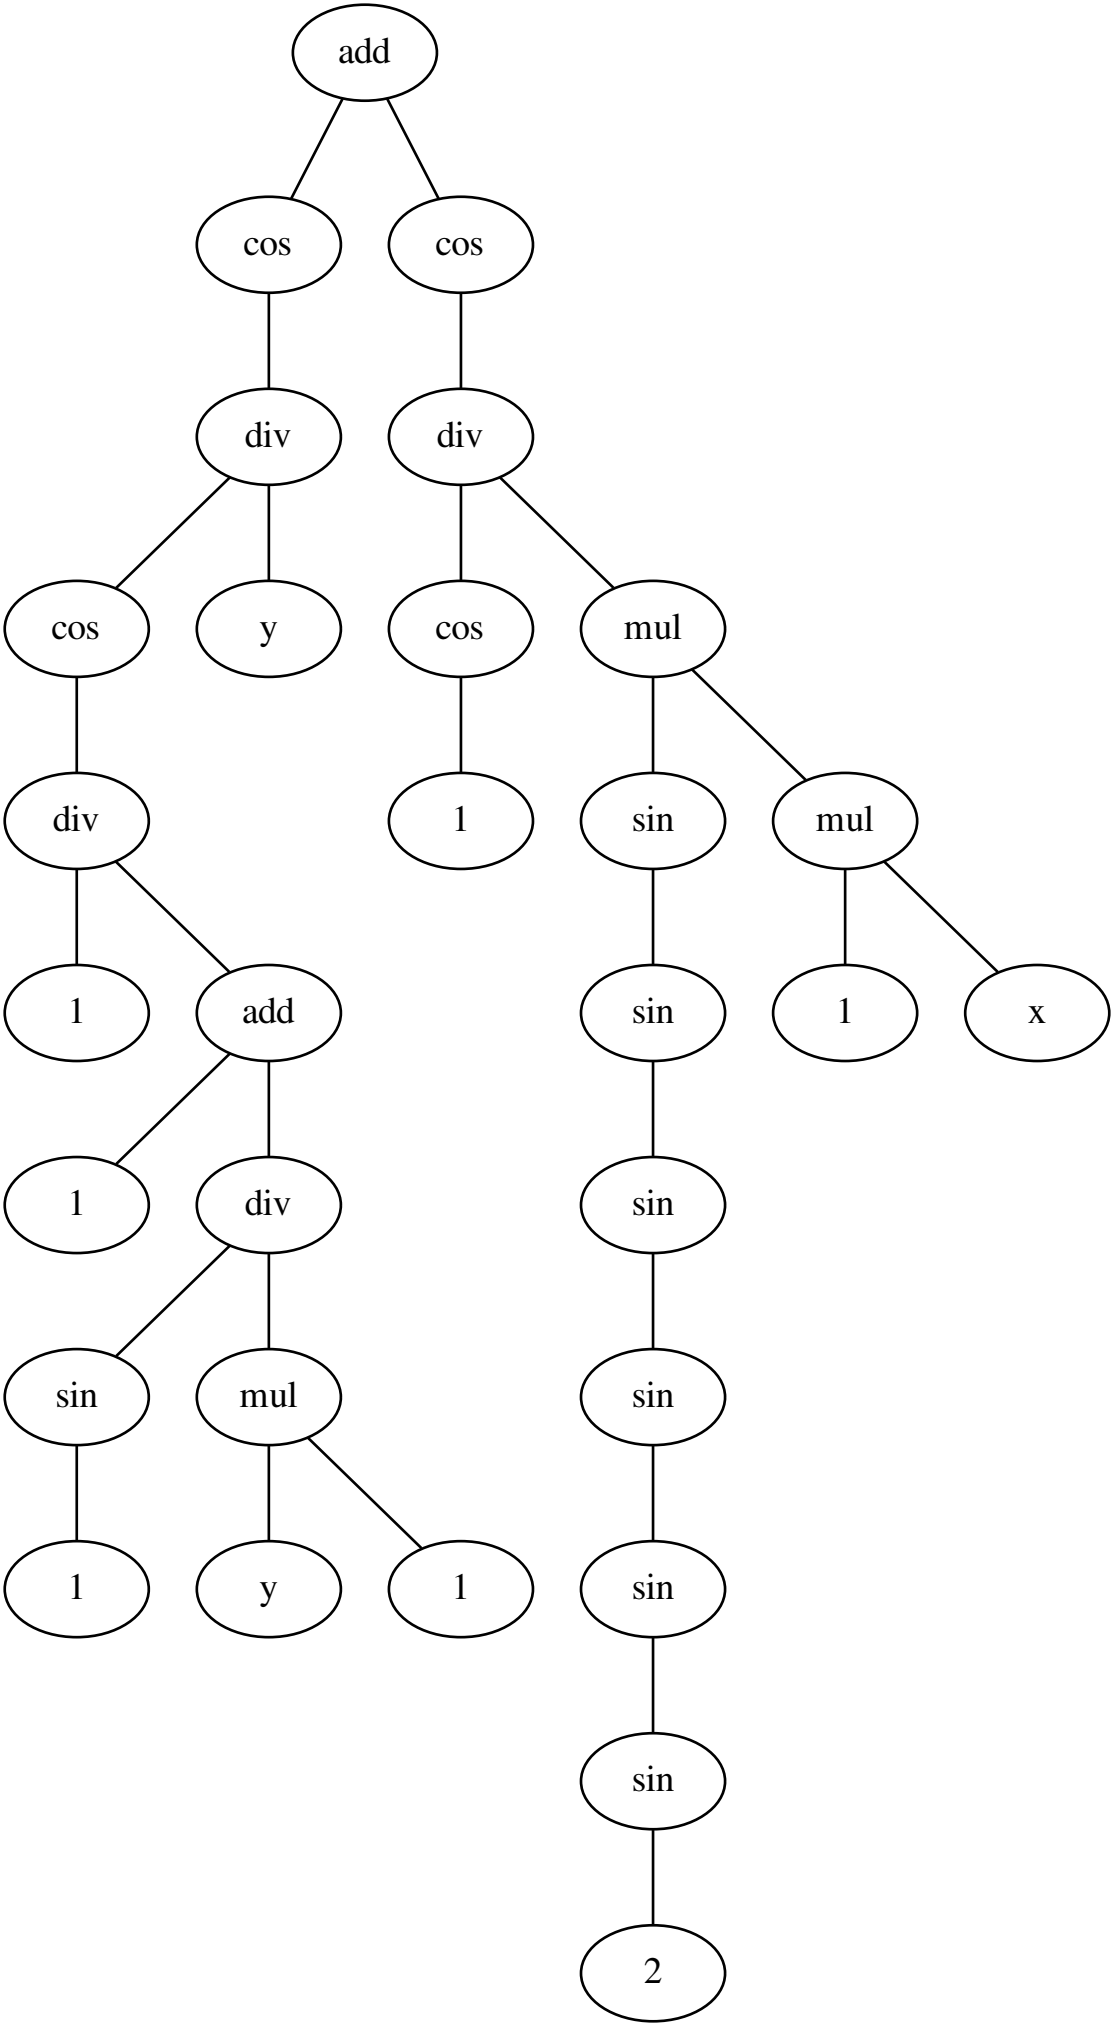 add
cos cos
div div
cos y cos mul
div 1 sin mul
1 add sin 1 x
1 div sin
sin mul sin
1 y 1 sin
sin
2